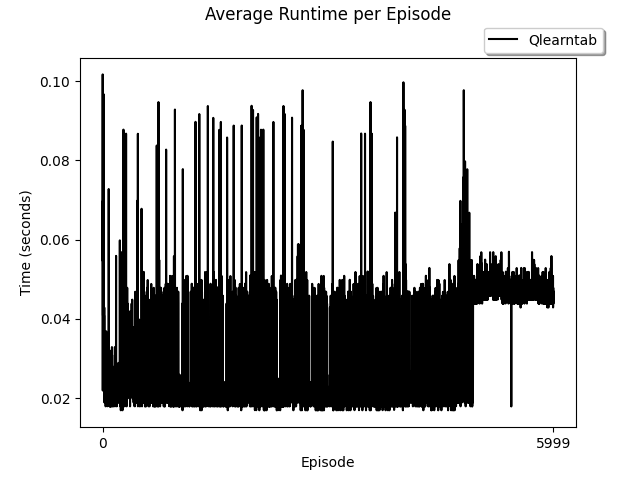 Average Runtime per Episode
Qlearntab
0.10
0.08
0.06
0.04
0.02
Time (seconds)
0 5999
Episode